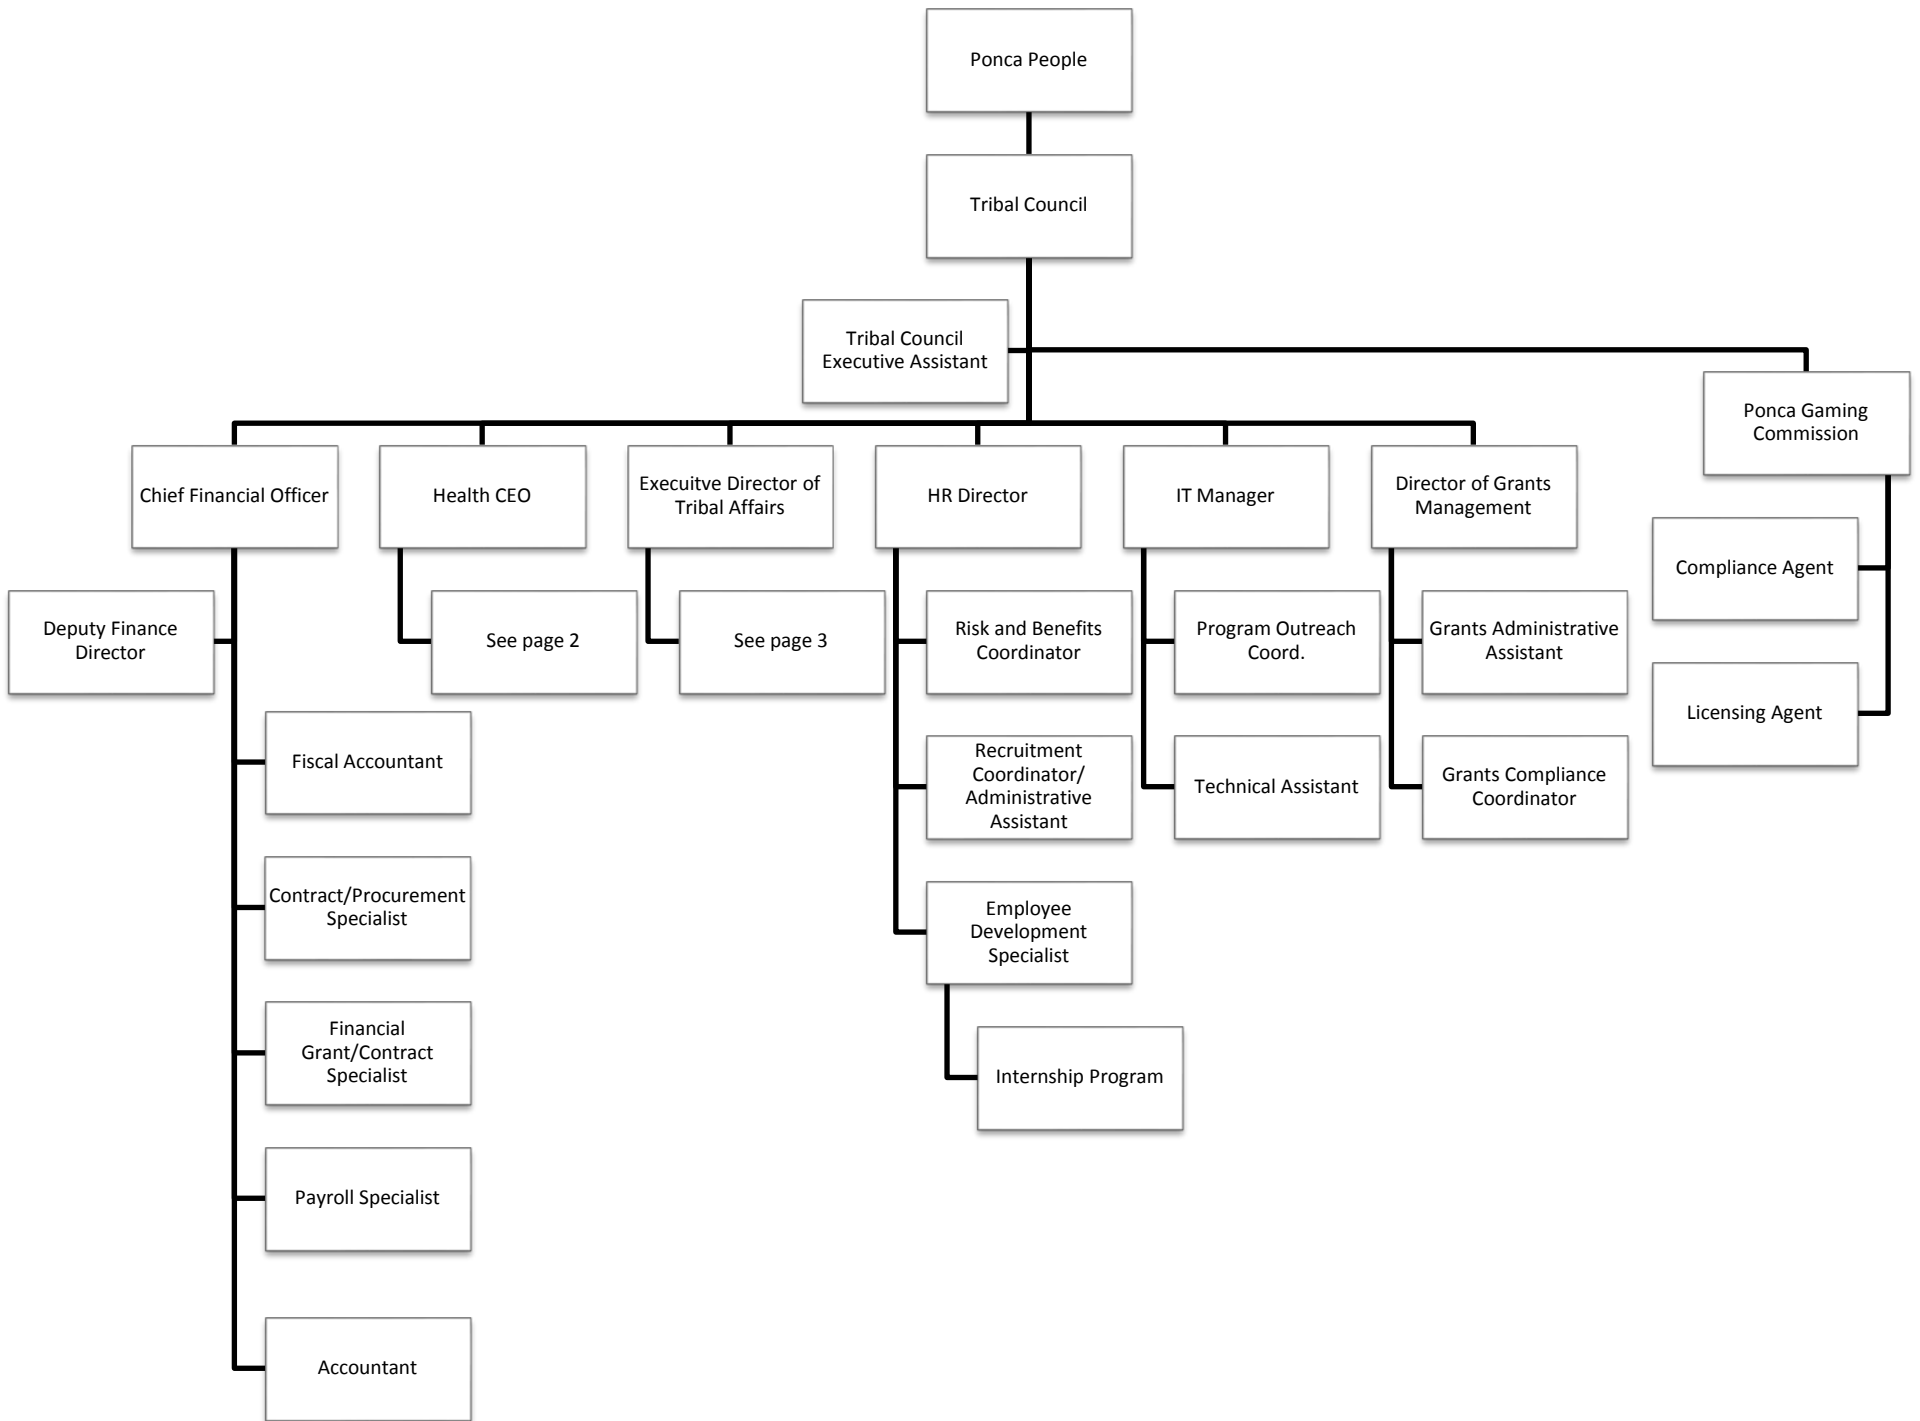 Ponca People
Tribal Council
Tribal Council
Executive Assistant
Ponca Gaming
Commission
Chief Financial Officer
Health CEO
Execuitve Director of
Tribal Affairs
HR Director
IT Manager
Director of Grants
Management
Compliance Agent
Licensing Agent
Deputy Finance
Director
See page 2
See page 3
Risk and Benefits
Coordinator
Program Outreach
Coord.
Grants Administrative
Assistant
Fiscal Accountant
Recruitment
Coordinator/
Administrative
Assistant
Technical Assistant
Grants Compliance
Coordinator
Contract/Procurement
Specialist
Employee
Development
Specialist
Financial
Grant/Contract
Specialist
Internship Program
Payroll Specialist
Accountant